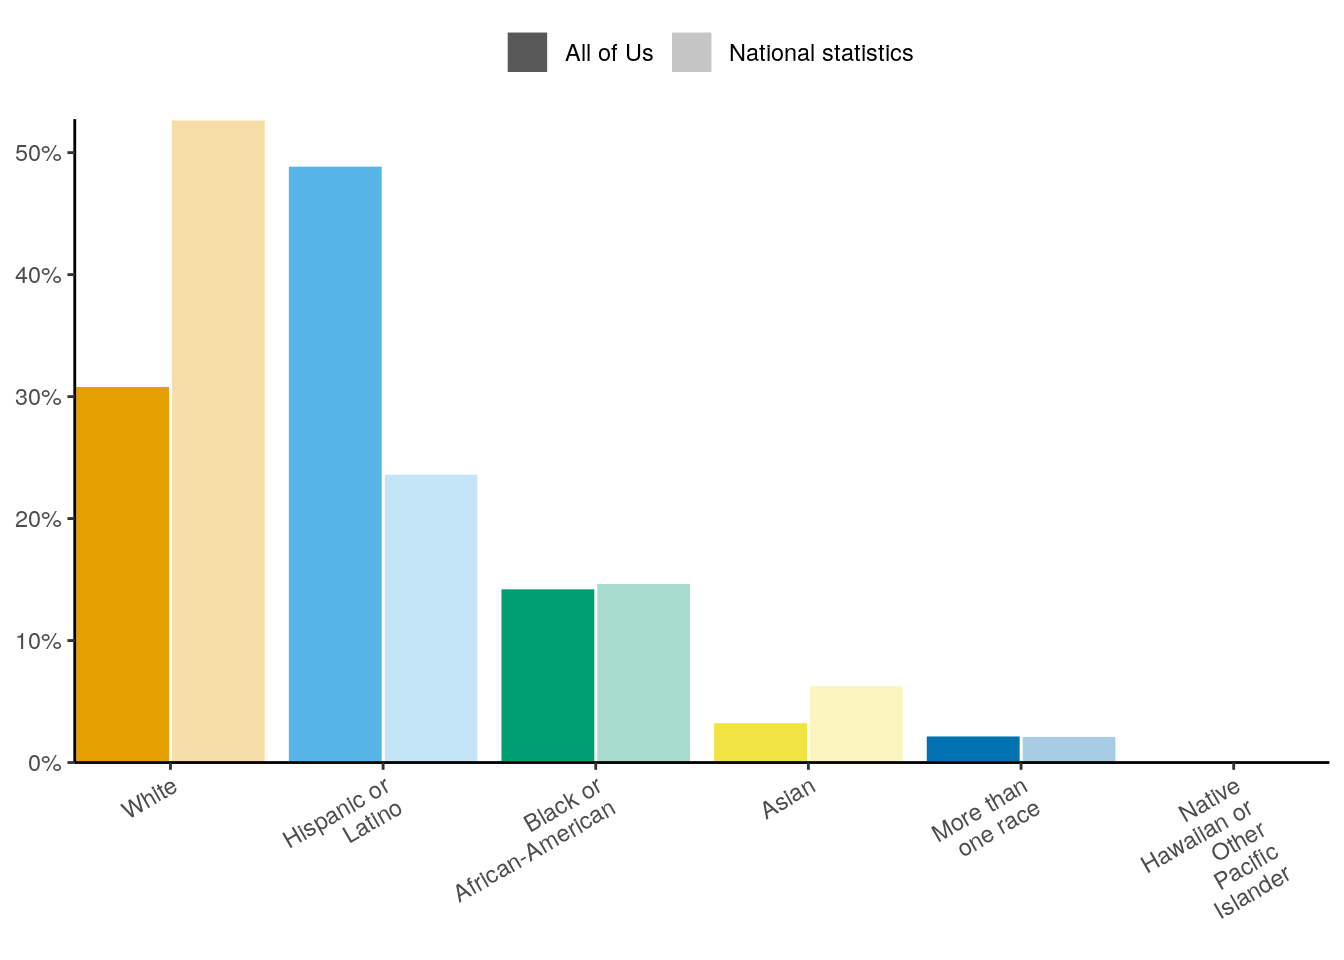 All of Us
National statistics
50%
40%
30%
20%
10%
0%
White
Hispanic or
Latino
Black or
African-American
Asian
More than
one race
Native
Hawaiian or
Other
Pacific
Islander